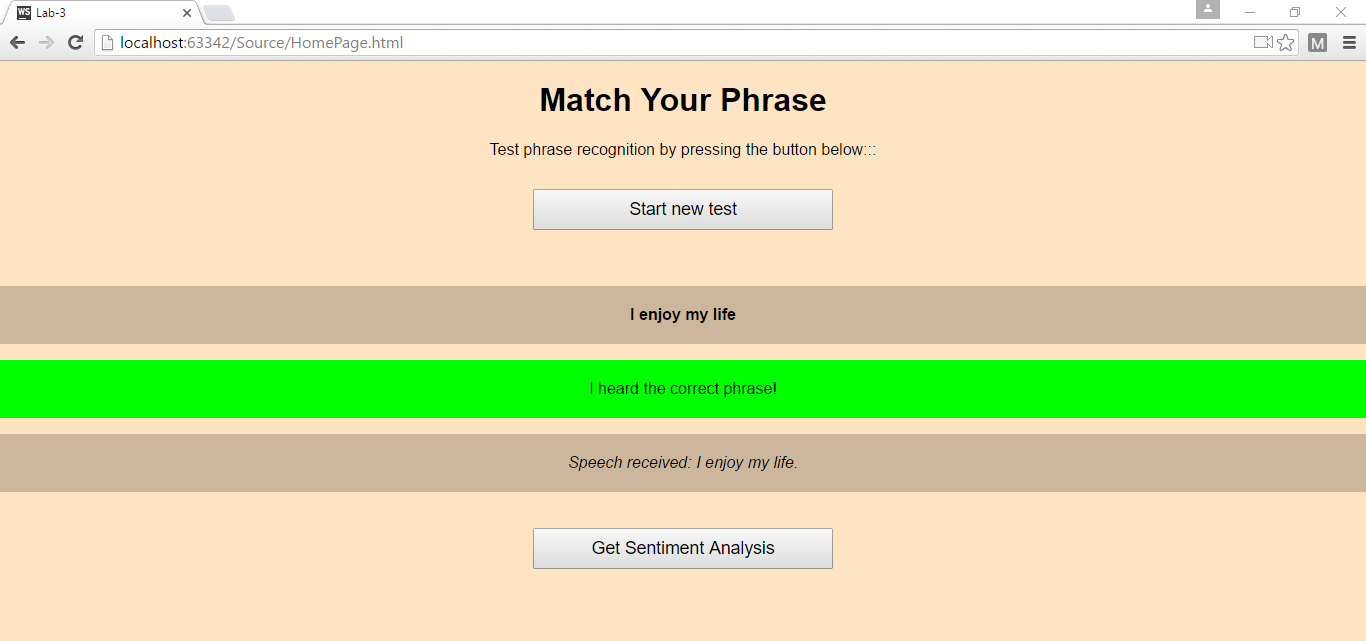 WS Lab-3
localhost:63342/Source/HomePage.html
M
Match Your Phrase
Test phrase recognition by pressing the button below:::
Start new test
I enjoy my life
I heard the correct phrase!
Speech received: I enjoy my life.
Get Sentiment Analysis